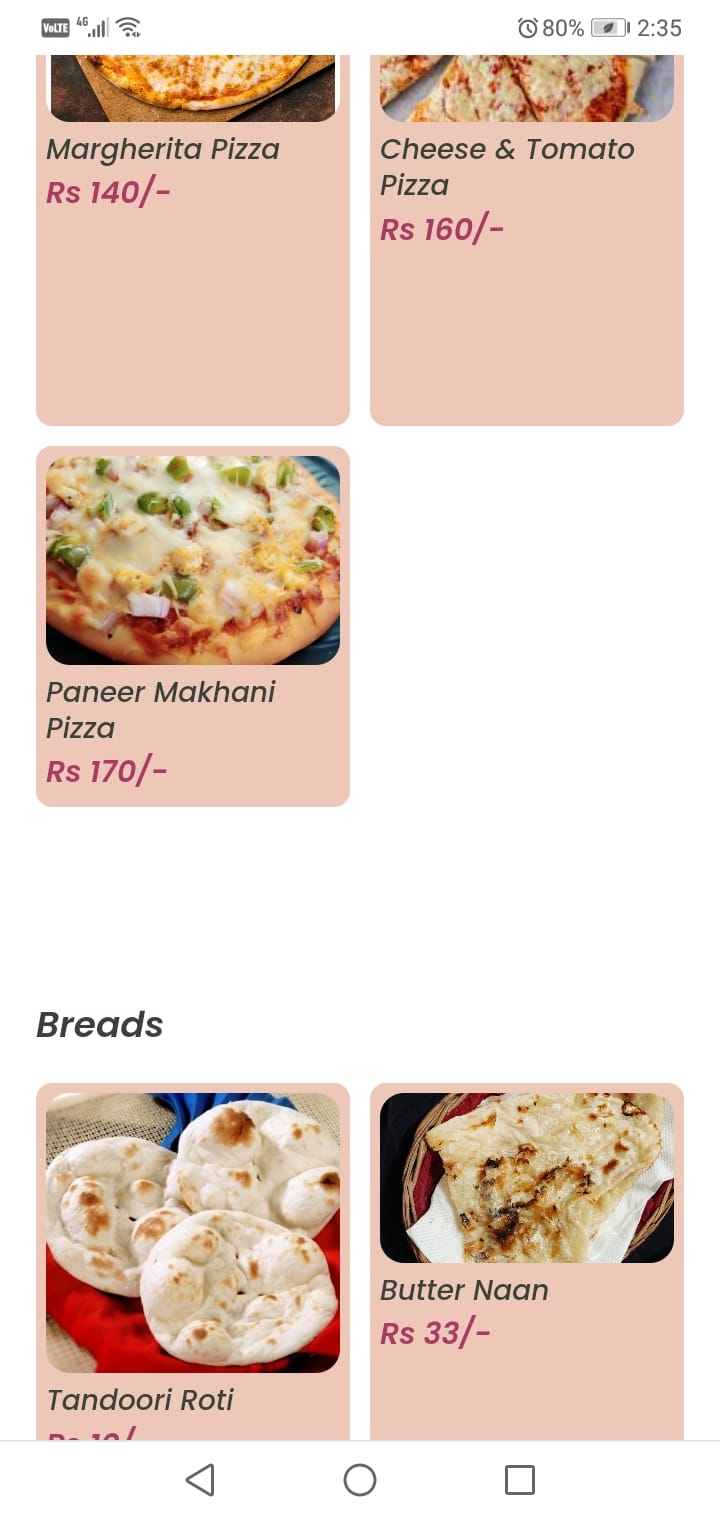 VoLTE 4G 80% 2:35
Margherita Pizza
Rs 140/-
Cheese & Tomato
Pizza
Rs 160/-
Paneer Makhani
Pizza
Rs 170/-
Breads
Tandoori Roti
Butter Naan
Rs 33/-